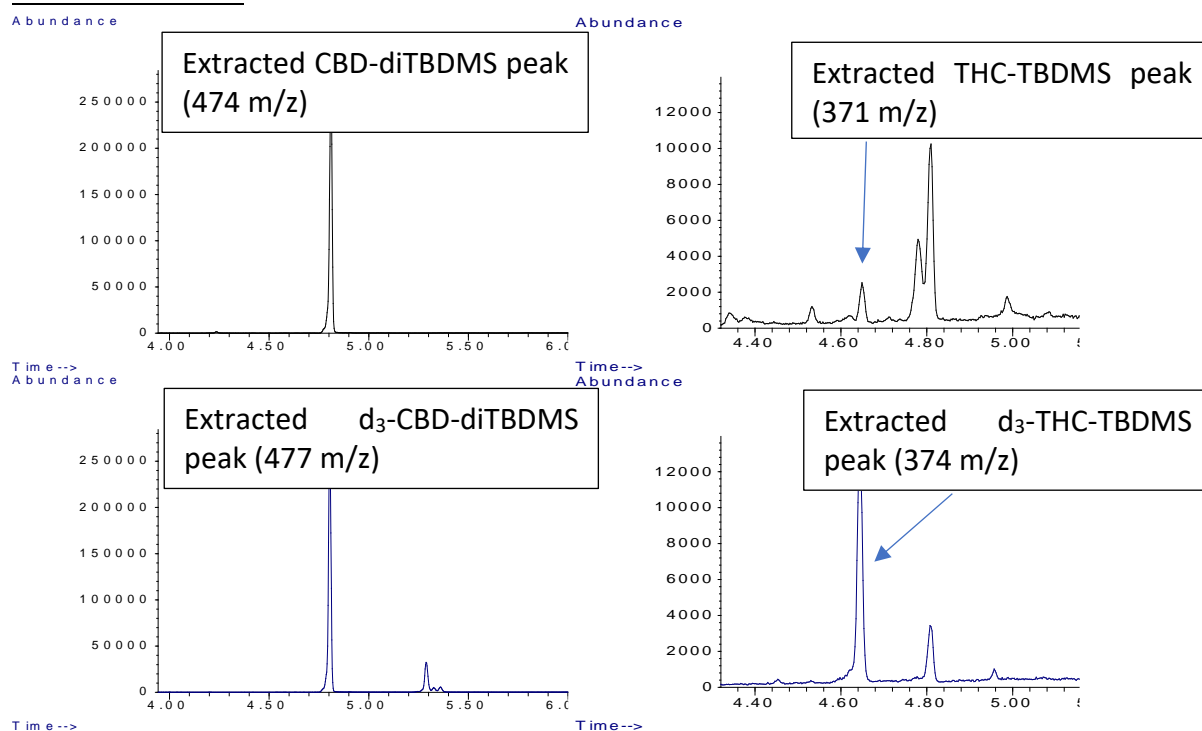 Abundance
Extracted CBD-diTBDMS peak
(474 m/z)
250000
200000
150000
100000
50000
0
4.00 4.50 5.00 5.50 6.0
Time-->
Abundance
Extracted THC-TBDMS peak
(371 m/z)
12000
10000
8000
6000
4000
2000
0
4.40 4.60 4.80 5.00
Time-->
Abundance
Extracted d₃-CBD-diTBDMS
peak (477 m/z)
250000
200000
150000
100000
50000
0
4.00 4.50 5.00 5.50 6.0
Time-->
Abundance
Extracted d₃-THC-TBDMS
peak (374 m/z)
12000
10000
8000
6000
4000
2000
0
4.40 4.60 4.80 5.00
Time-->